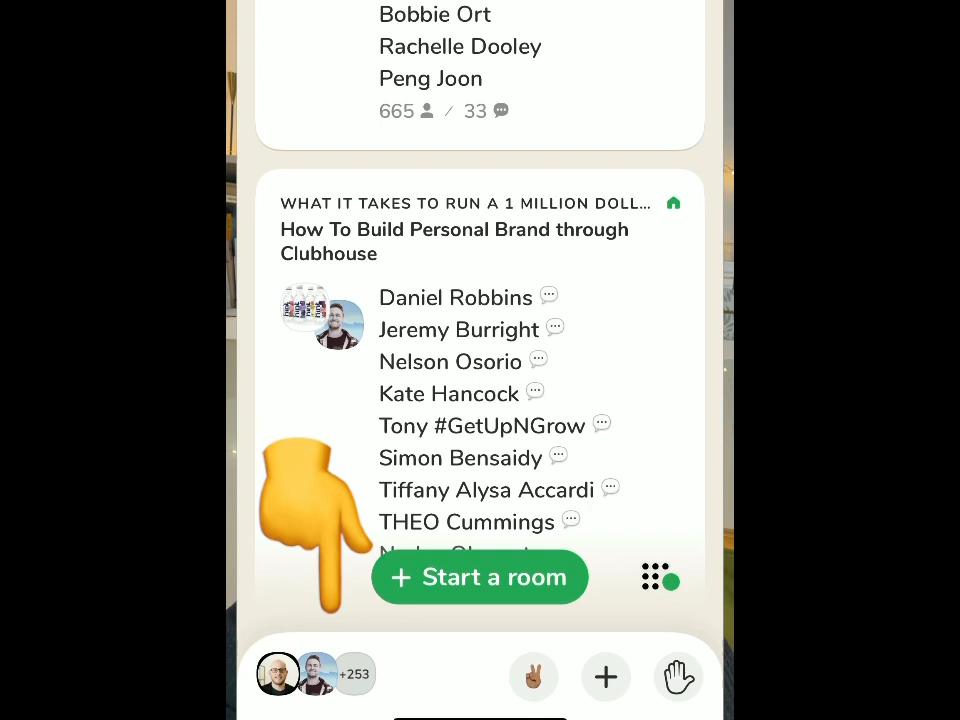 Bobbie Ort
Rachelle Dooley
Peng Joon
665 / 33
WHAT IT TAKES TO RUN A 1 MILLION DOLL...
How To Build Personal Brand through
Clubhouse
Daniel Robbins
Jeremy Burright
Nelson Osorio
Kate Hancock
Tony #GetUpNGrow
Simon Bensaidy
Tiffany Alysa Accardi
THEO Cummings
+ Start a room
+253